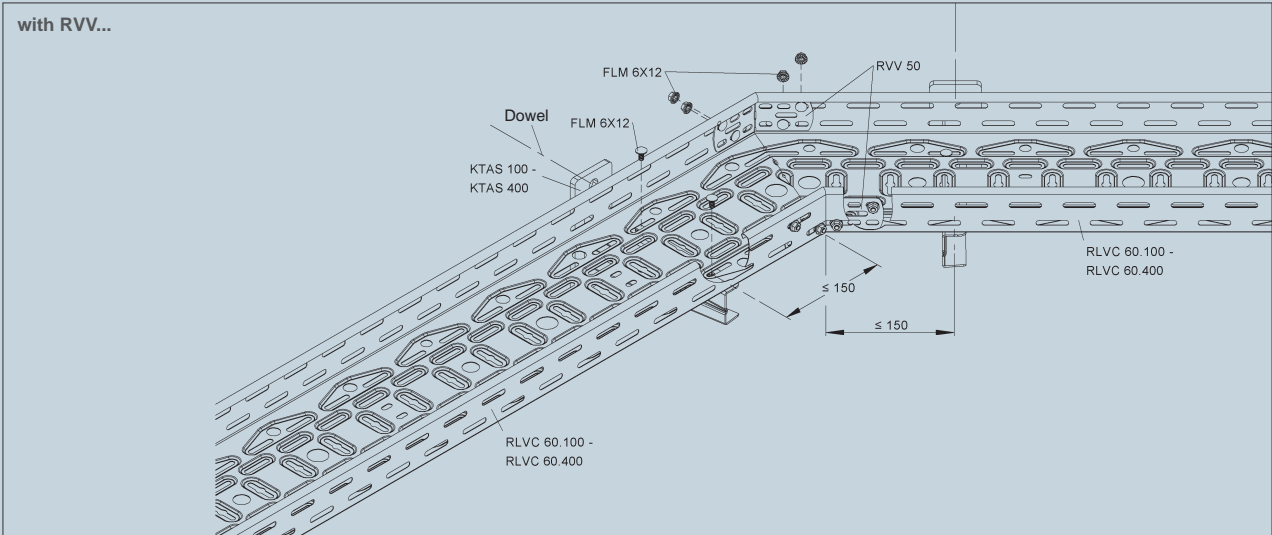 with RVV...
FLM 6X12
RVV 50
Dowel
FLM 6X12
KTAS 100 -
KTAS 400
RLVC 60.100 -
RLVC 60.400
≤ 150
≤ 150
RLVC 60.100 -
RLVC 60.400